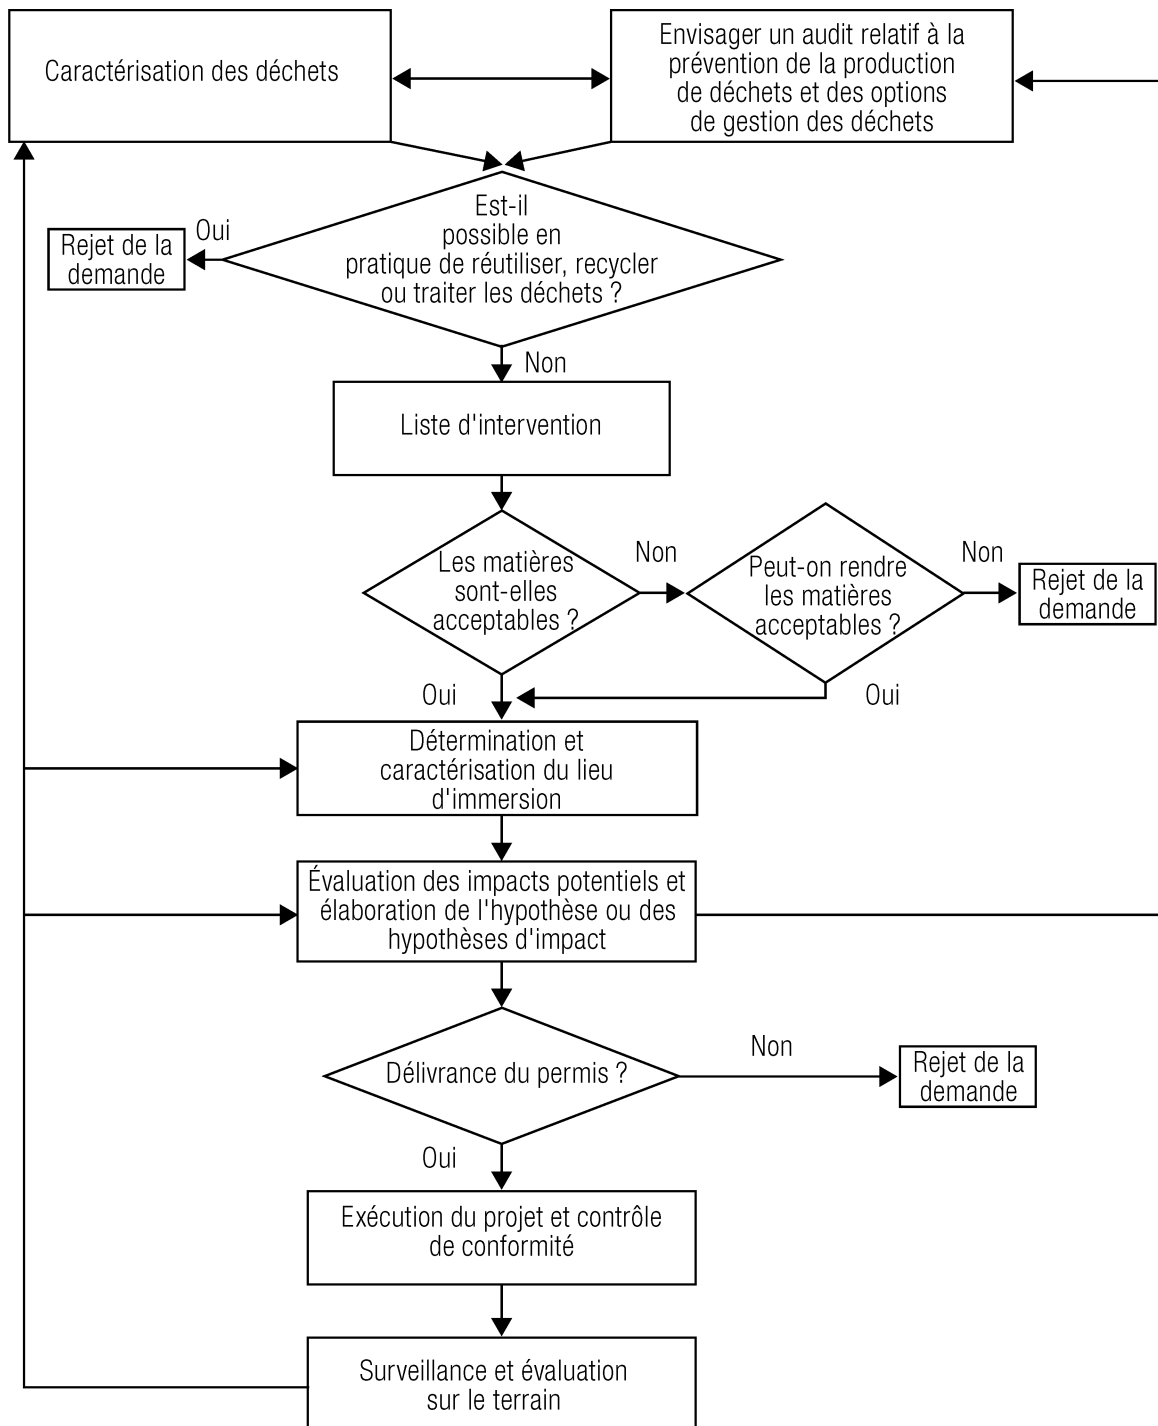 Caractérisation des déchets
Envisager un audit relatif à la
prévention de la production
de déchets et des options
de gestion des déchets
Est-il
possible en
pratique de réutiliser, recycler
ou traiter les déchets ?
Oui
Rejet de la
demande
Non
Liste d'intervention
Les matières
sont-elles
acceptables ?
Non
Peut-on rendre
les matières
acceptables ?
Non
Rejet de la
demande
Oui
Oui
Détermination et
caractérisation du lieu
d'immersion
Évaluation des impacts potentiels et
élaboration de l'hypothèse ou des
hypothèses d'impact
Délivrance du permis ?
Non
Rejet de la
demande
Oui
Exécution du projet et contrôle
de conformité
Surveillance et évaluation
sur le terrain